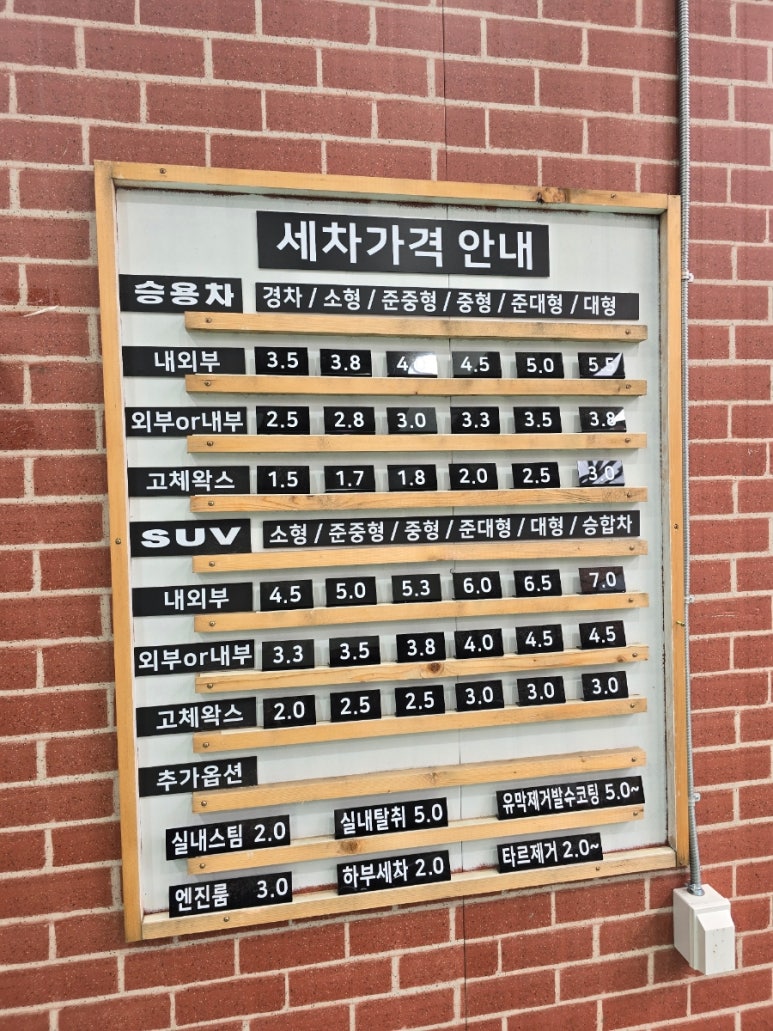 세차가격 안내
승용차 경차 / 소형 / 준중형 / 중형 / 준대형 / 대형
내외부 3.5 3.8 4.5 5.0 5.5
외부or내부 2.5 2.8 3.0 3.3 3.5 3.8
고체왁스 1.5 1.7 1.8 2.0 2.5 3.0
SUV 소형 / 준중형 / 중형 / 준대형 / 대형 / 승합차
내외부 4.5 5.0 5.3 6.0 6.5 7.0
외부or내부 3.3 3.5 3.8 4.0 4.5 4.5
고체왁스 2.0 2.5 2.5 3.0 3.0 3.0
추가옵션
실내스팀 2.0 실내탈취 5.0 유막제거발수코팅 5.0~
엔진룸 3.0 하부세차 2.0 타르제거 2.0~